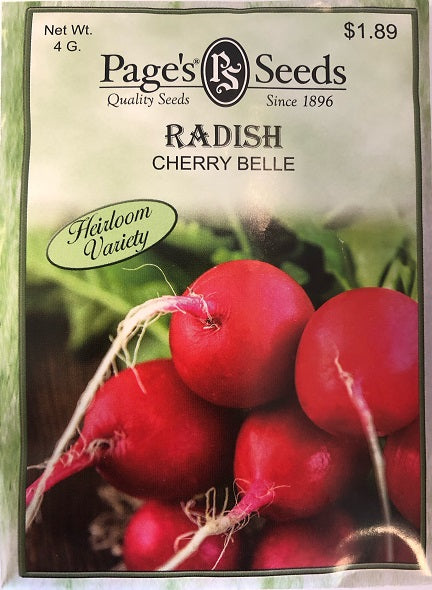 Net Wt.
4 G.
$1.89
Page's® PS Seeds
Quality Seeds Since 1896
RADISH
CHERRY BELLE
Heirloom
Variety